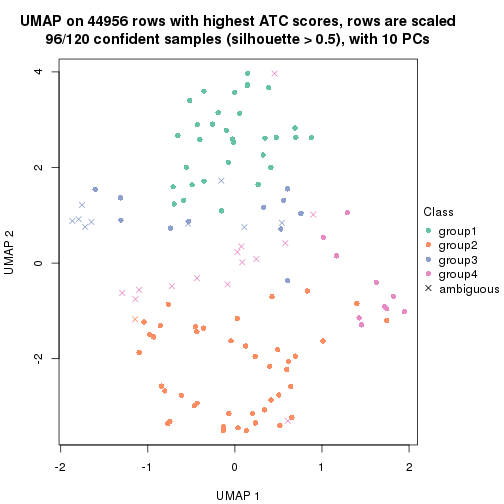 UMAP on 44956 rows with highest ATC scores, rows are scaled
96/120 confident samples (silhouette > 0.5), with 10 PCs
4
2
0
-2
UMAP 2
-2
-1
0
1
2
UMAP 1
Class
group1
group2
group3
group4
ambiguous